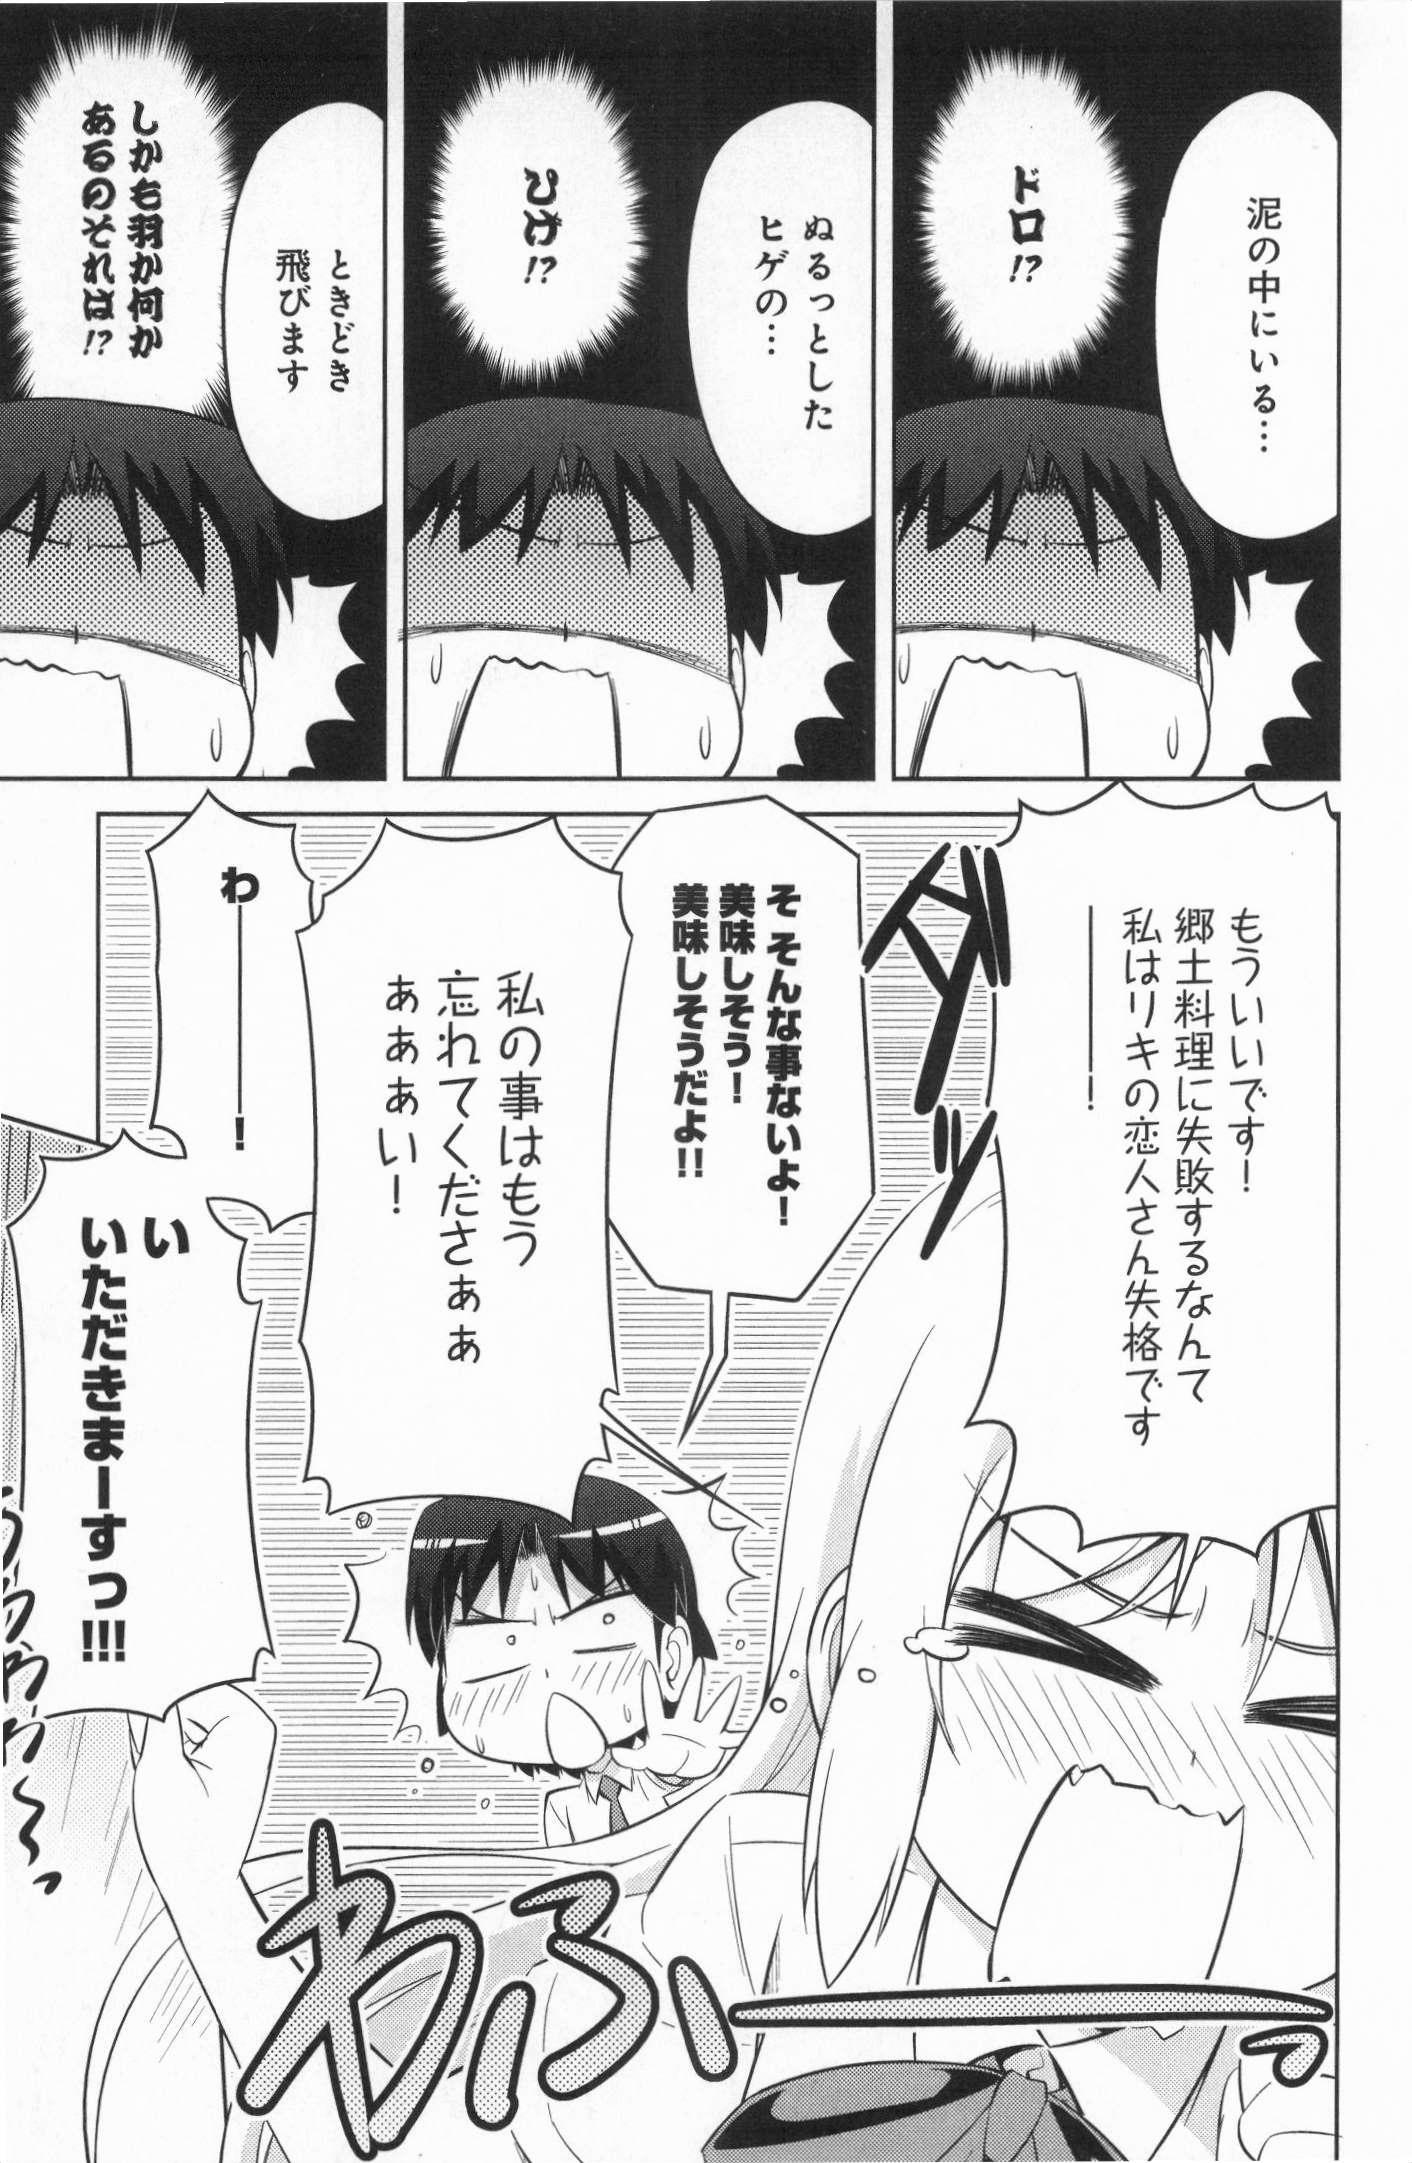 泥の中にいる…
ドロ!?
ぬるっとした
ヒゲの…
ひげ!?
ときどき
飛びます
しかも羽か何か
あるのそれは!?
もういいです!
郷土料理に失敗するなんて
私はリキの恋人さん失格です
――――!
ダッ
そ そんな事ないよ!
美味しそう!
美味しそうだよ!!
私の事はもう
忘れてくださぁぁ
ぁぁぁい!
わ――――!
い
いただきまーすっ!!!
わふーっ